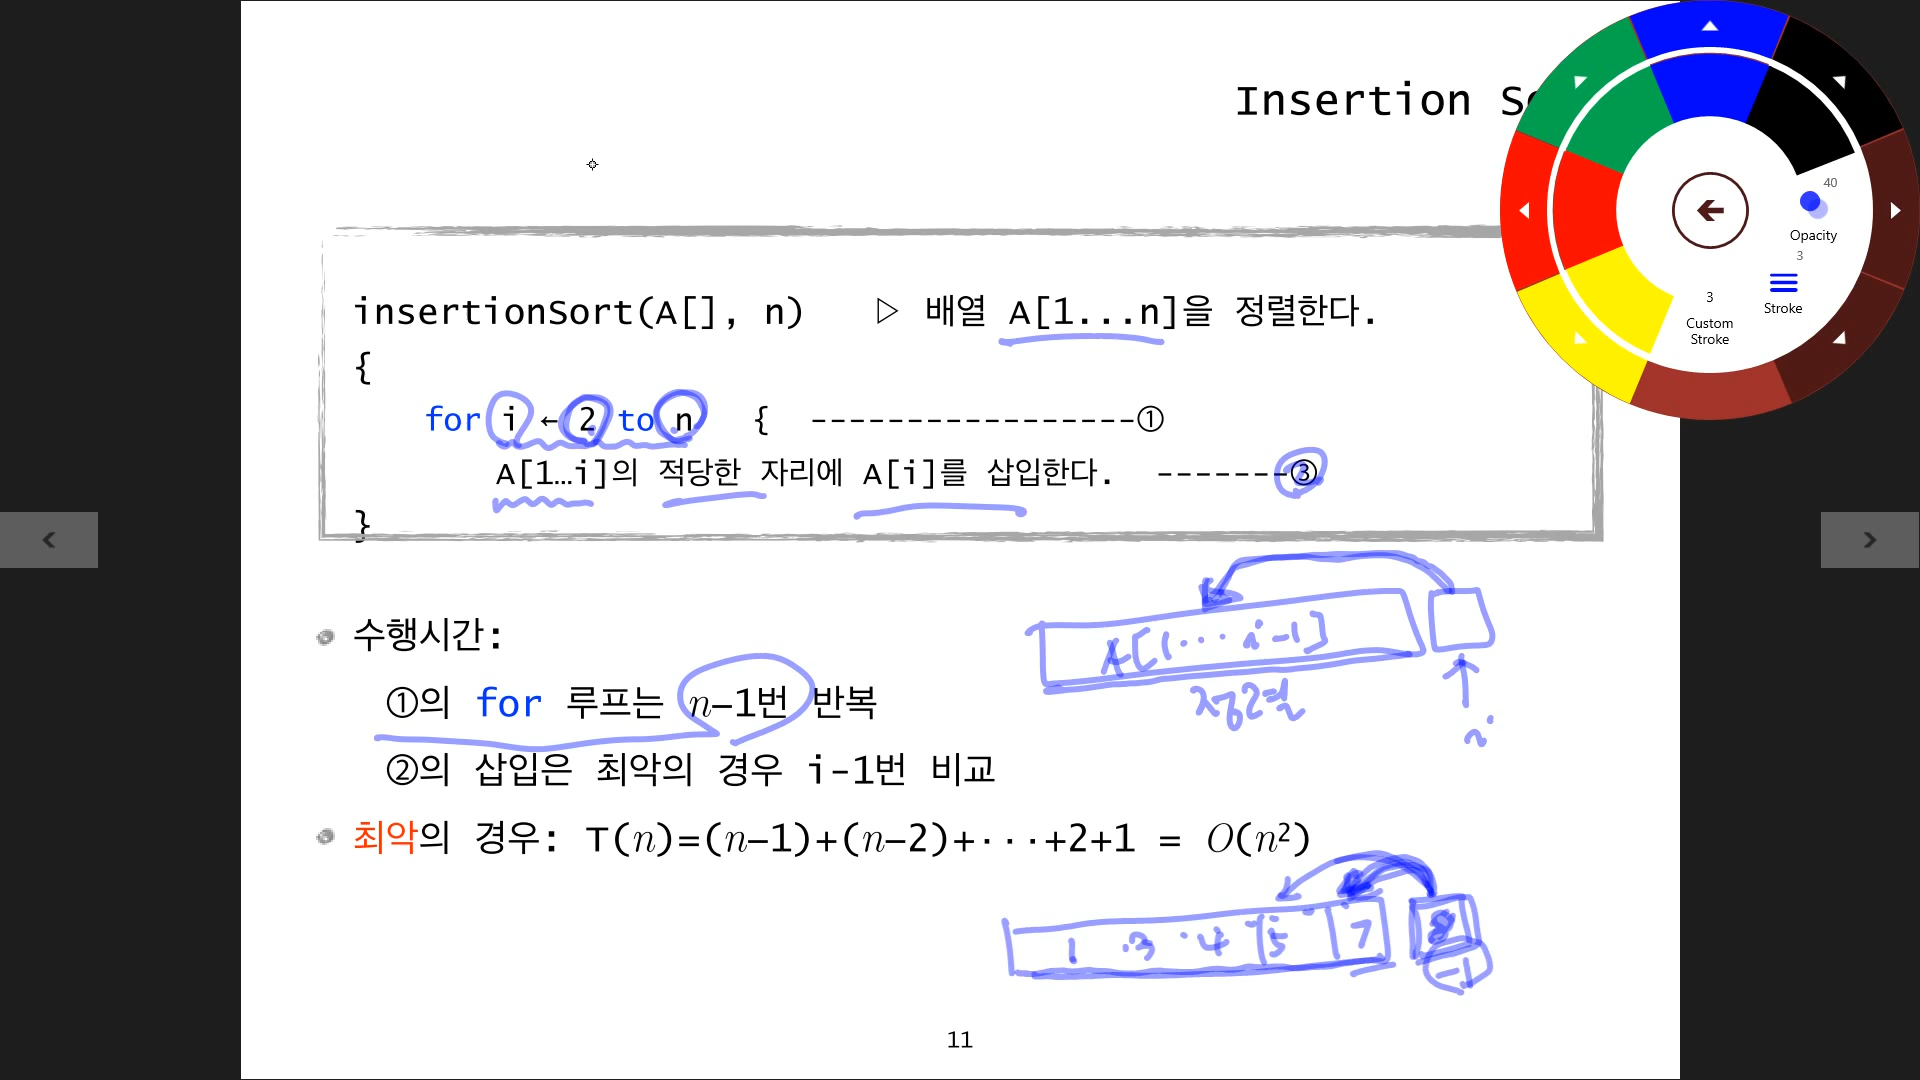 Insertion
40
Opacity
3
Stroke
3
Custom
Stroke
insertionSort(A[], n) ▷ 배열 A[1...n]을 정렬한다.
{
for i ← 2 to n { -----------------①
A[1…i]의 적당한 자리에 A[i]를 삽입한다. -------③
}
A[1...i-1]
i
수행시간:
①의 for 루프는 n-1번 반복
②의 삽입은 최악의 경우 i-1번 비교
최악의 경우: T(n)=(n-1)+(n-2)+···+2+1 = O(n²)
1 3 4 5 7 8
-1
11